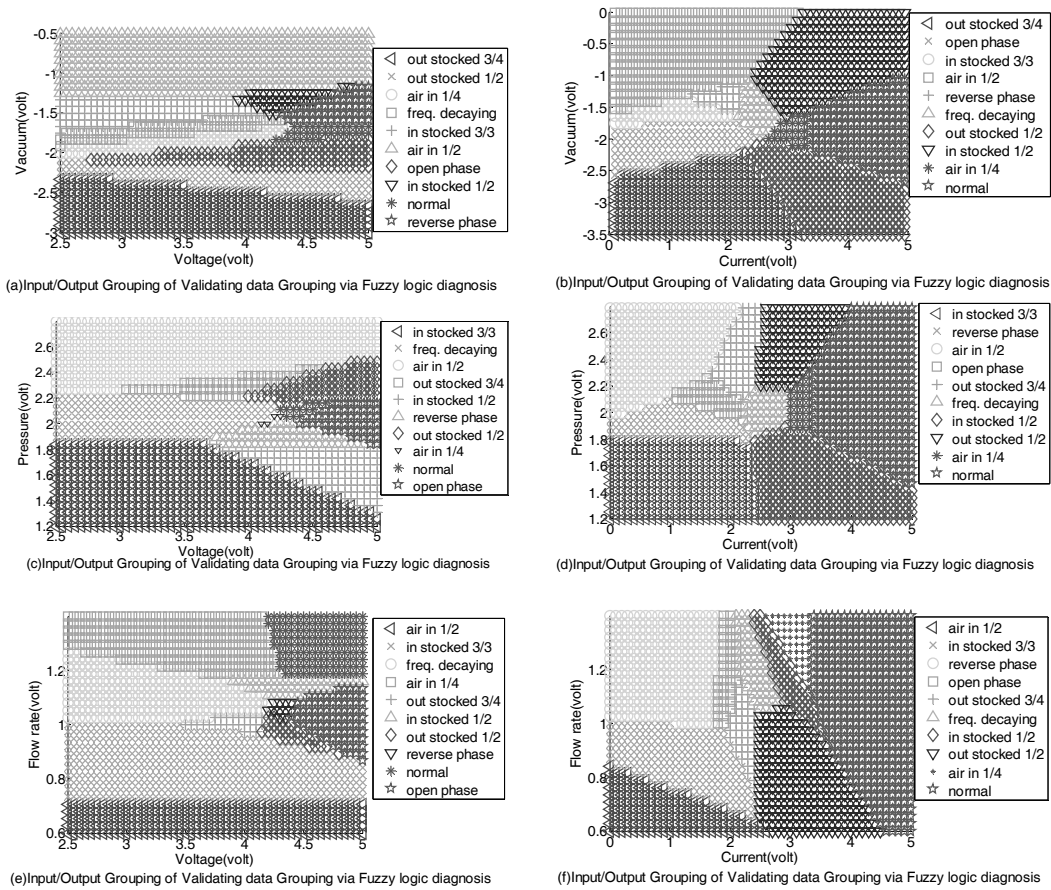 -0.5
-1
-1.5
-2
-2.5
-3
2.5
3
3.5
4
4.5
5
Vacuum(volt)
Voltage(volt)
out stocked 3/4
out stocked 1/2
air in 1/4
freq. decaying
in stocked 3/3
air in 1/2
open phase
in stocked 1/2
normal
reverse phase
(a)Input/Output Grouping of Validating data Grouping via Fuzzy logic diagnosis
0
-0.5
-1
-1.5
-2
-2.5
-3
-3.5
0
1
2
3
4
5
Vacuum(volt)
Current(volt)
out stocked 3/4
open phase
in stocked 3/3
air in 1/2
reverse phase
freq. decaying
out stocked 1/2
in stocked 1/2
air in 1/4
normal
(b)Input/Output Grouping of Validating data Grouping via Fuzzy logic diagnosis
2.6
2.4
2.2
2
1.8
1.6
1.4
1.2
2.5
3
3.5
4
4.5
5
Pressure(volt)
Voltage(volt)
in stocked 3/3
freq. decaying
air in 1/2
out stocked 3/4
in stocked 1/2
reverse phase
out stocked 1/2
air in 1/4
normal
open phase
(c)Input/Output Grouping of Validating data Grouping via Fuzzy logic diagnosis
2.6
2.4
2.2
2
1.8
1.6
1.4
1.2
0
1
2
3
4
5
Pressure(volt)
Current(volt)
in stocked 3/3
reverse phase
air in 1/2
open phase
out stocked 3/4
freq. decaying
in stocked 1/2
out stocked 1/2
air in 1/4
normal
(d)Input/Output Grouping of Validating data Grouping via Fuzzy logic diagnosis
1.2
1
0.8
0.6
2.5
3
3.5
4
4.5
5
Flow rate(volt)
Voltage(volt)
air in 1/2
in stocked 3/3
freq. decaying
air in 1/4
out stocked 3/4
in stocked 1/2
out stocked 1/2
reverse phase
normal
open phase
(e)Input/Output Grouping of Validating data Grouping via Fuzzy logic diagnosis
1.2
1
0.8
0.6
0
1
2
3
4
5
Flow rate(volt)
Current(volt)
air in 1/2
in stocked 3/3
reverse phase
open phase
out stocked 3/4
freq. decaying
in stocked 1/2
out stocked 1/2
air in 1/4
normal
(f)Input/Output Grouping of Validating data Grouping via Fuzzy logic diagnosis